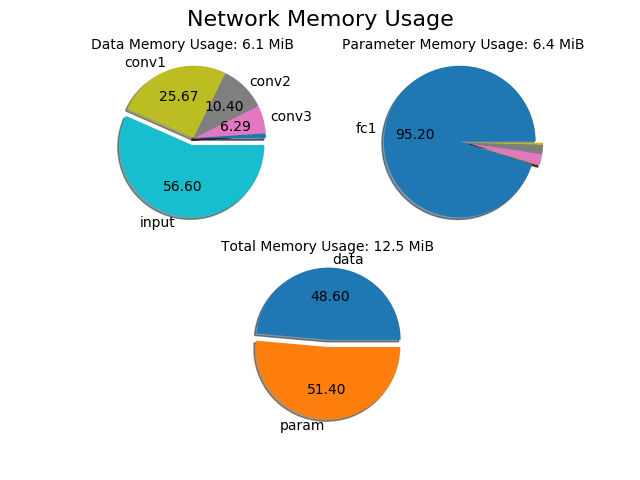 Network Memory Usage
Data Memory Usage: 6.1 MiB
conv1
conv2
conv3
25.67
10.40
6.29
56.60
input
Parameter Memory Usage: 6.4 MiB
fc1
95.20
Total Memory Usage: 12.5 MiB
data
48.60
51.40
param